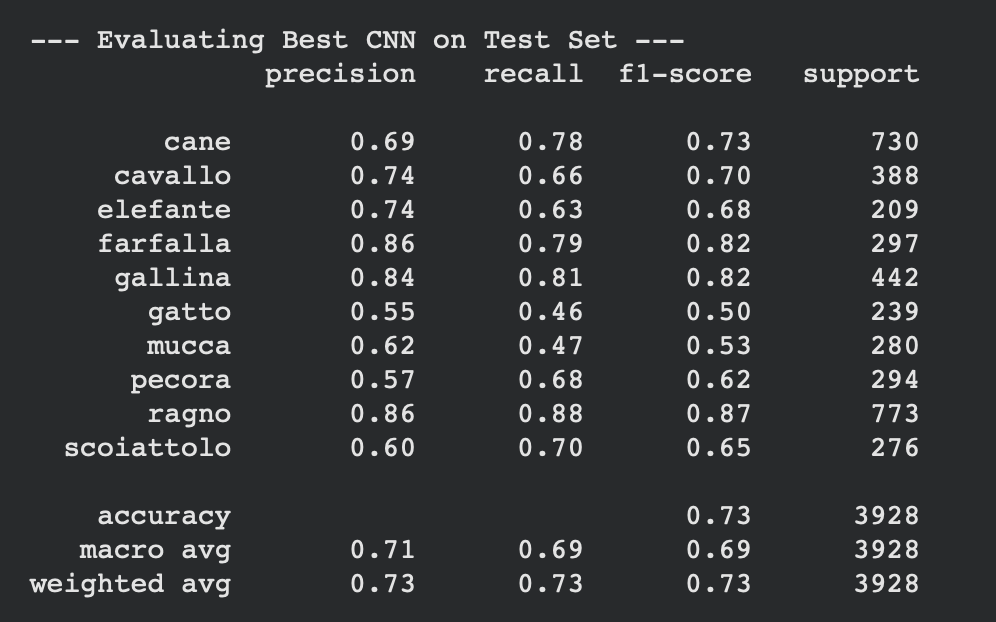 --- Evaluating Best CNN on Test Set ---
precision recall f1-score support
cane 0.69 0.78 0.73 730
cavallo 0.74 0.66 0.70 388
elefante 0.74 0.63 0.68 209
farfalla 0.86 0.79 0.82 297
gallina 0.84 0.81 0.82 442
gatto 0.55 0.46 0.50 239
mucca 0.62 0.47 0.53 280
pecora 0.57 0.68 0.62 294
ragno 0.86 0.88 0.87 773
scoiattolo 0.60 0.70 0.65 276
accuracy 0.73 3928
macro avg 0.71 0.69 0.69 3928
weighted avg 0.73 0.73 0.73 3928